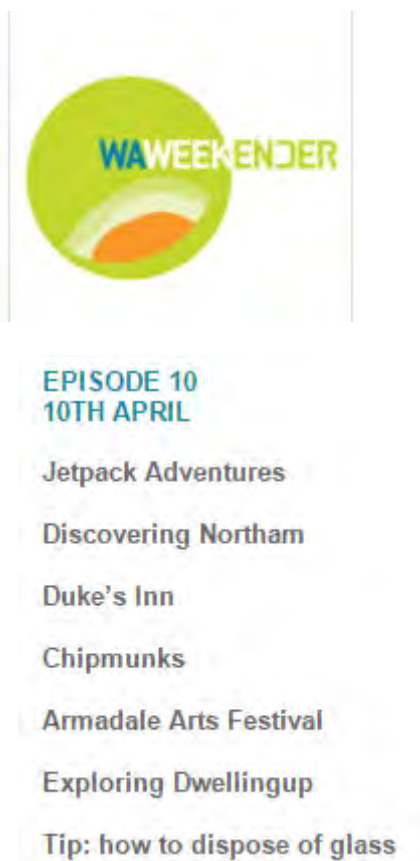 WAWEEKENDER
EPISODE 10
10TH APRIL
Jetpack Adventures
Discovering Northam
Duke's Inn
Chipmunks
Armadale Arts Festival
Exploring Dwellingup
Tip: how to dispose of glass